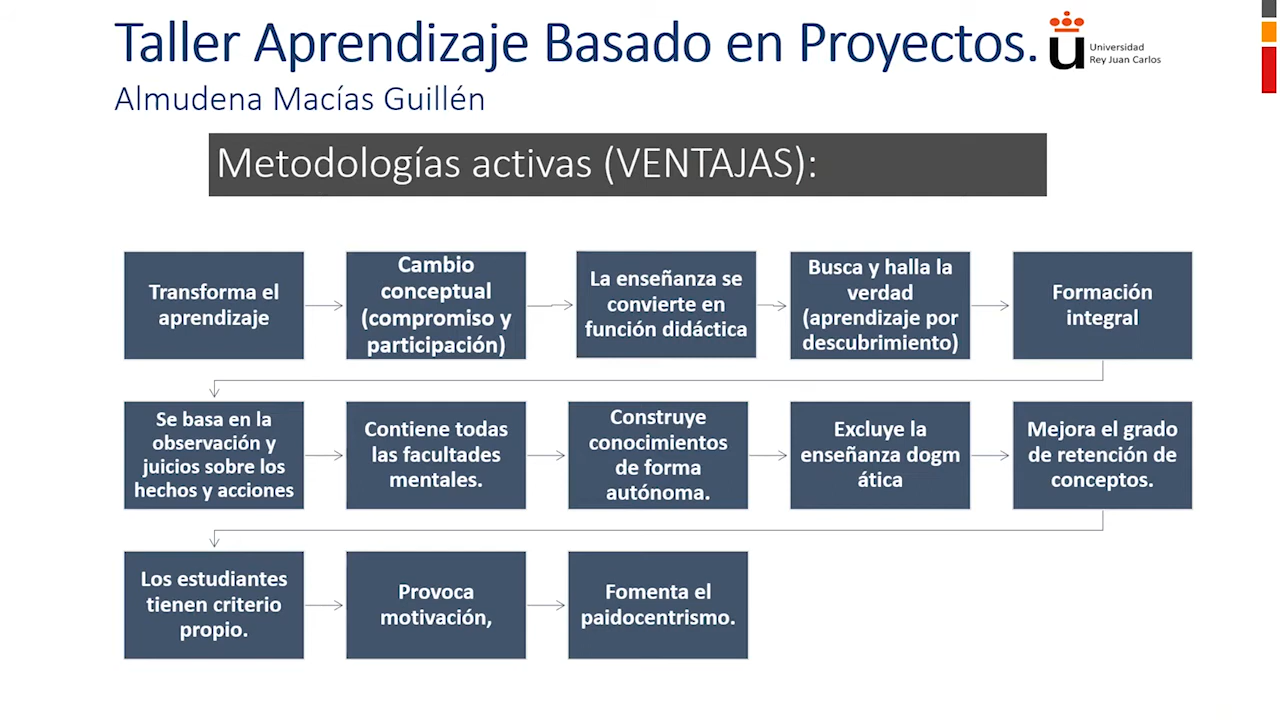 Taller Aprendizaje Basado en Proyectos.
Universidad
Rey Juan Carlos
Almudena Macías Guillén
Metodologías activas (VENTAJAS):
Transforma el
aprendizaje
Cambio
conceptual
(compromiso y
participación)
La enseñanza se
convierte en
función didáctica
Busca y halla la
verdad
(aprendizaje por
descubrimiento)
Formación
integral
Se basa en la
observación y
juicios sobre los
hechos y acciones
Contiene todas
las facultades
mentales.
Construye
conocimientos
de forma
autónoma.
Excluye la
enseñanza dogm
ática
Mejora el grado
de retención de
conceptos.
Los estudiantes
tienen criterio
propio.
Provoca
motivación,
Fomenta el
paidocentrismo.